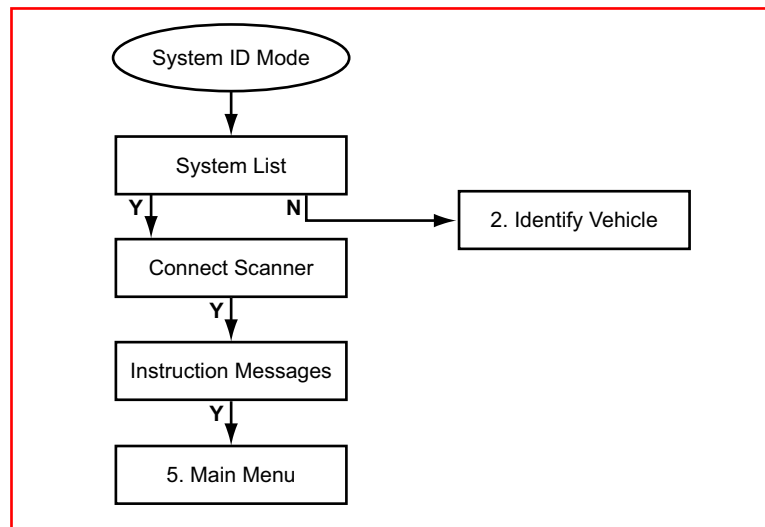 System ID Mode
System List
Y
N
2. Identify Vehicle
Connect Scanner
Y
Instruction Messages
Y
5. Main Menu